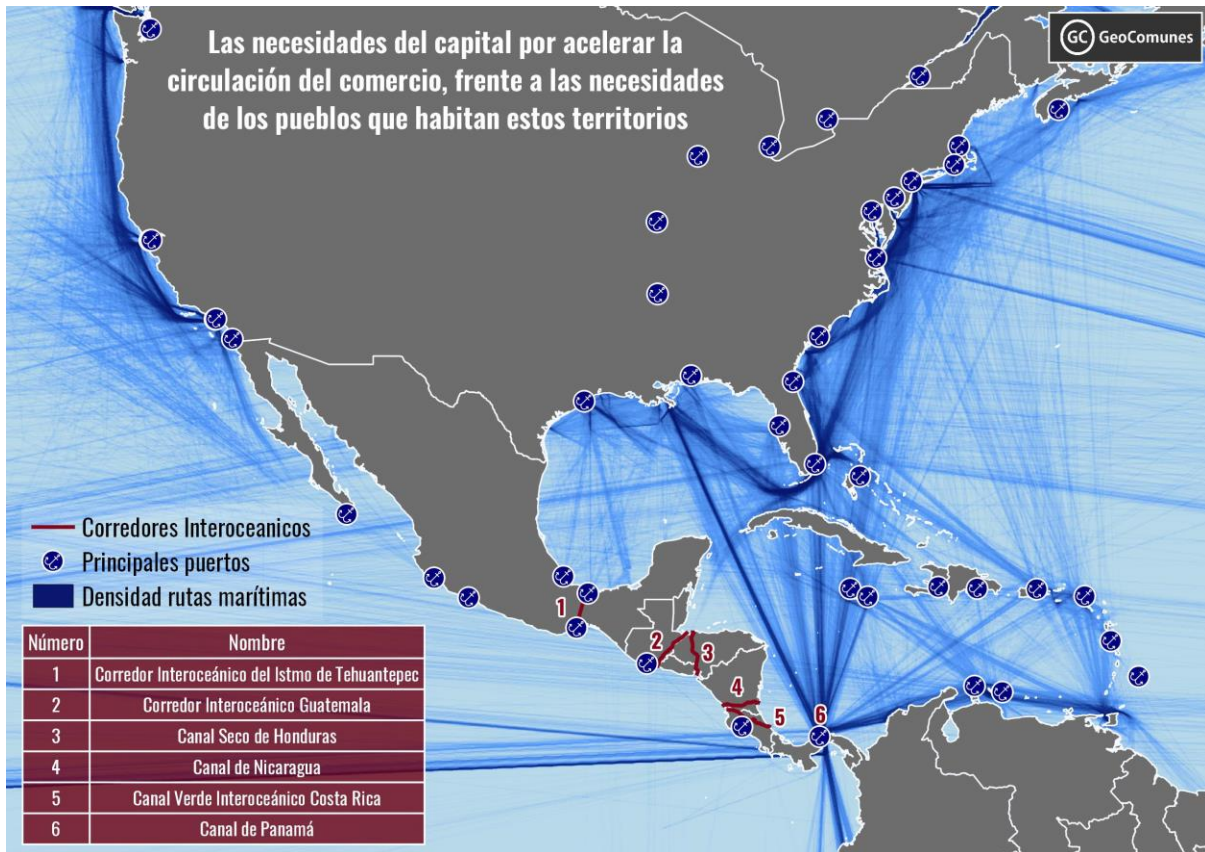 Las necesidades del capital por acelerar la
circulación del comercio, frente a las necesidades
de los pueblos que habitan estos territorios
GC GeoComunes
Corredores Interoceanicos
Principales puertos
Densidad rutas marítimas
Número Nombre
1 Corredor Interoceánico del Istmo de Tehuantepec
2 Corredor Interoceánico Guatemala
3 Canal Seco de Honduras
4 Canal de Nicaragua
5 Canal Verde Interoceánico Costa Rica
6 Canal de Panamá
1
2
3
4
5
6